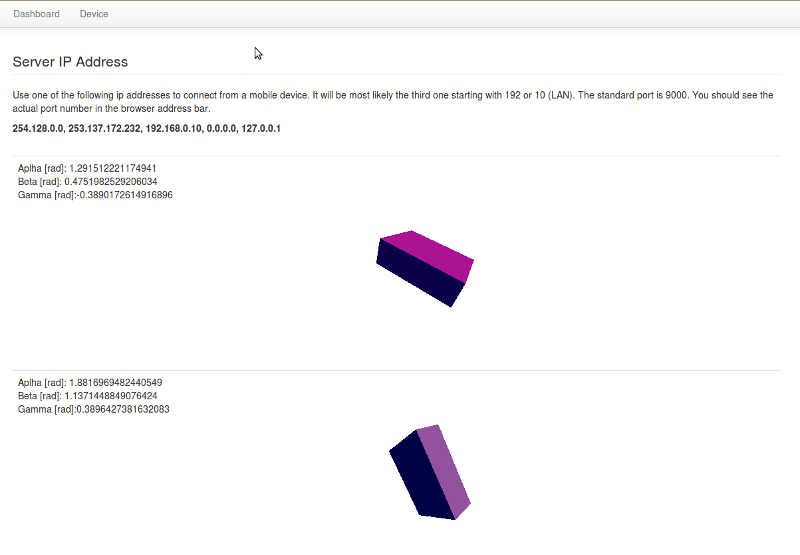 Dashboard Device
Server IP Address
Use one of the following ip addresses to connect from a mobile device. It will be most likely the third one starting with 192 or 10 (LAN). The standard port is 9000. You should see the
actual port number in the browser address bar.
254.128.0.0, 253.137.172.232, 192.168.0.10, 0.0.0.0, 127.0.0.1
Aplha [rad]: 1.291512221174941
Beta [rad]: 0.4751982529206034
Gamma [rad]:-0.3890172614916896
Aplha [rad]: 1.8816969482440549
Beta [rad]: 1.1371448849076424
Gamma [rad]:0.3896427381632083